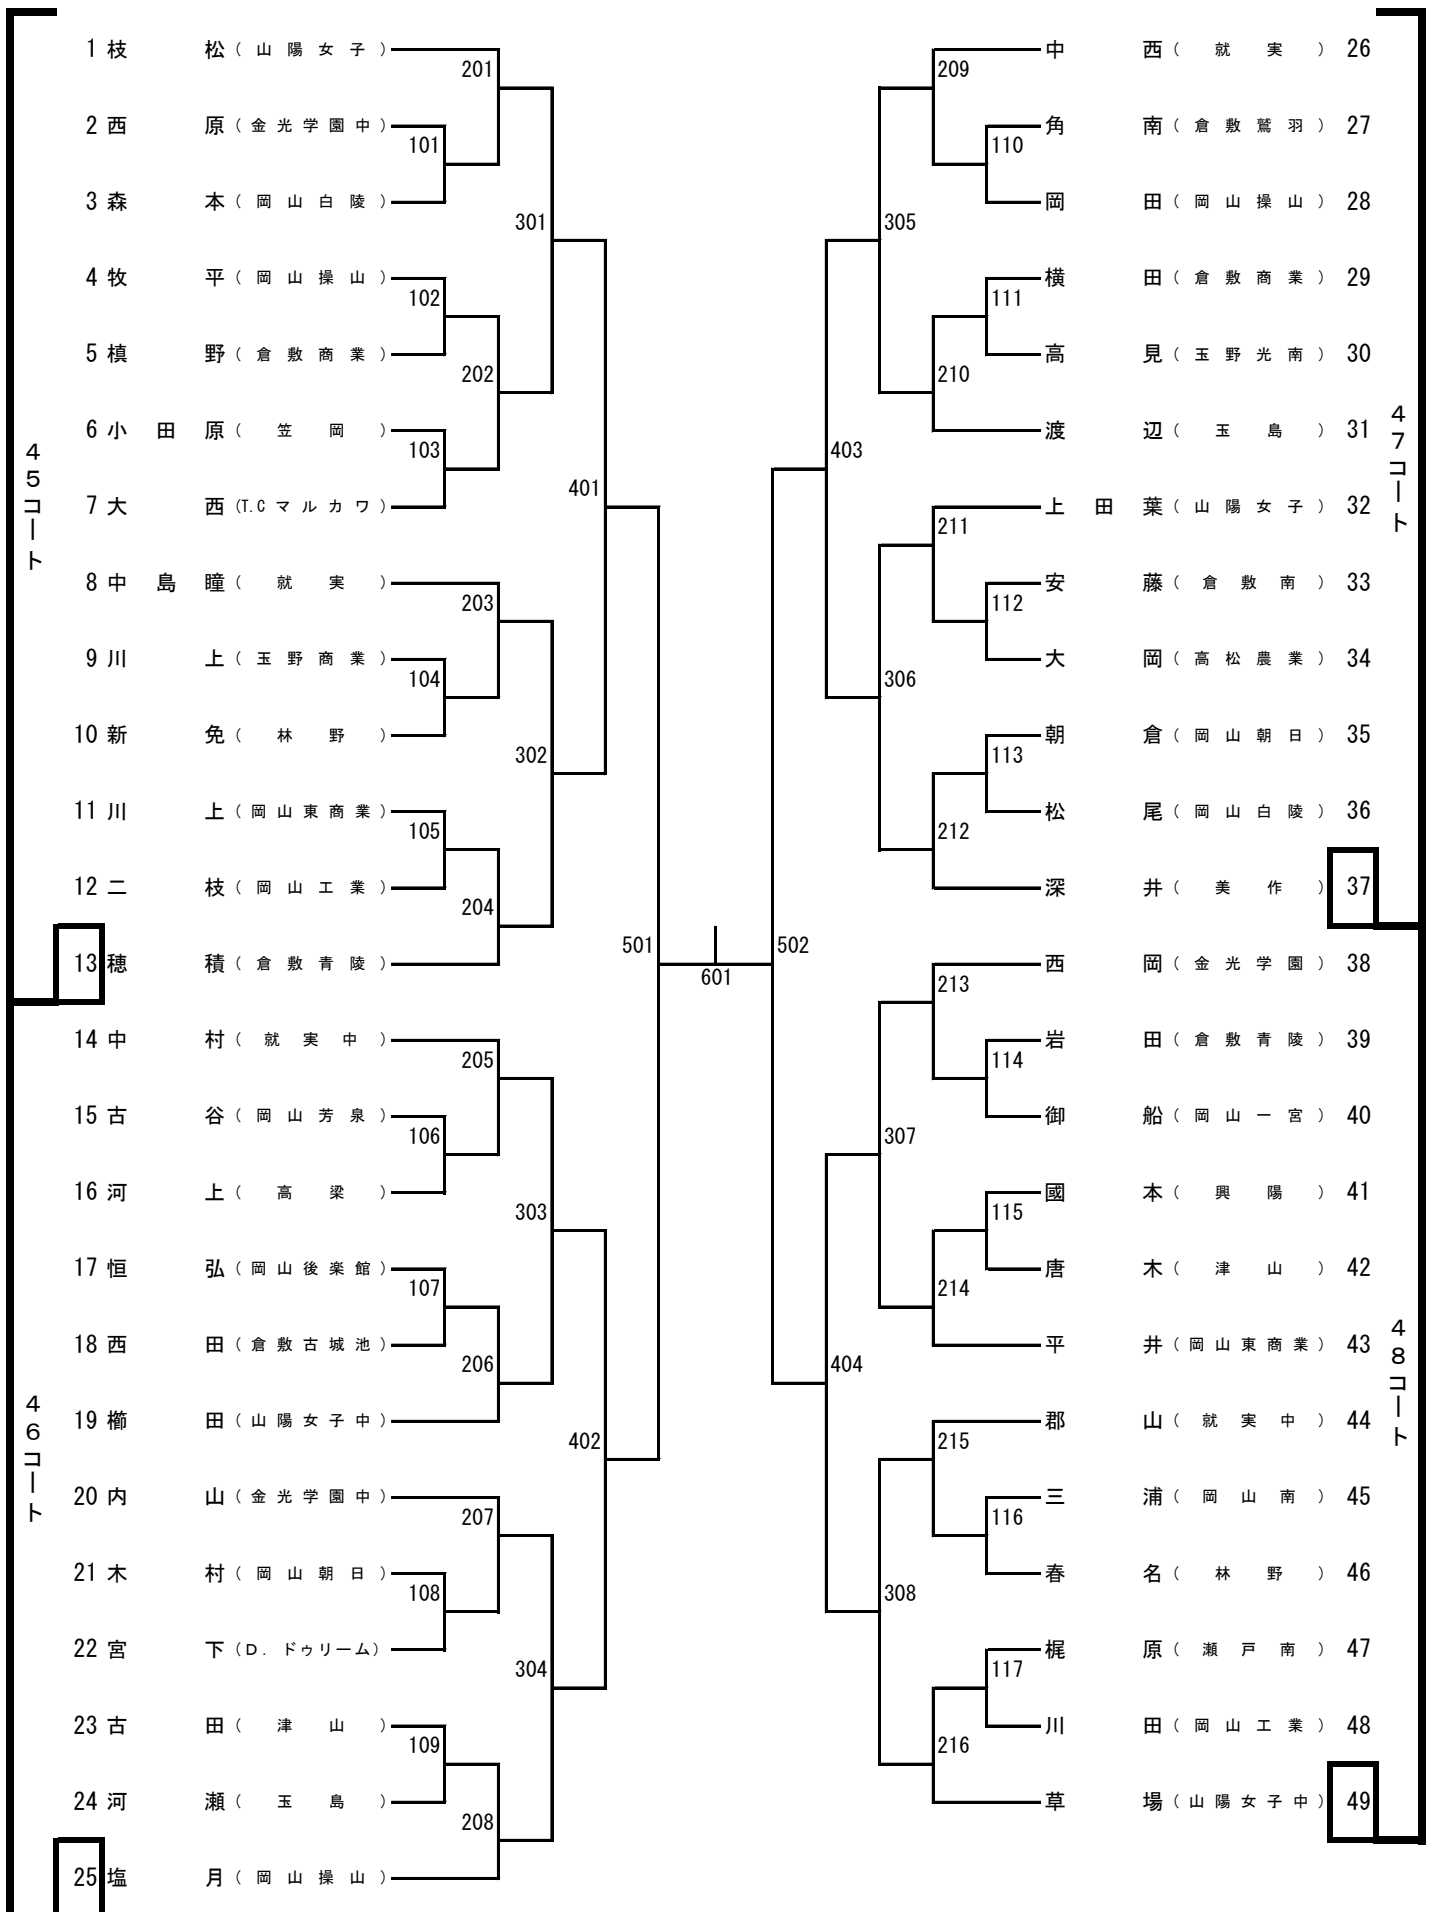 1 枝松(山陽女子)
201
2 西原(金光学園中)
101
3 森本(岡山白陵)
301
4 牧平(岡山操山)
102
5 槙野(倉敷商業)
202
6 小田原(笠岡)
103
7 大西(T.Cマルカワ)
401
8 中島瞳(就実)
203
9 川上(玉野商業)
104
10 新免(林野)
302
11 川上(岡山東商業)
105
12 二枝(岡山工業)
204
13 穂積(倉敷青陵)
45コート
501
14 中村(就実中)
205
15 古谷(岡山芳泉)
106
16 河上(高梁)
303
17 恒弘(岡山後楽館)
107
18 西田(倉敷古城池)
206
19 櫛田(山陽女子中)
402
20 内山(金光学園中)
207
21 木村(岡山朝日)
108
22 宮下(D.ドゥリーム)
304
23 古田(津山)
109
24 河瀬(玉島)
208
25 塩月(岡山操山)
46コート
601
中西(就実) 26
209
角南(倉敷鷲羽) 27
110
岡田(岡山操山) 28
305
横田(倉敷商業) 29
111
高見(玉野光南) 30
210
渡辺(玉島) 31
403
上田葉(山陽女子) 32
211
安藤(倉敷南) 33
112
大岡(高松農業) 34
306
朝倉(岡山朝日) 35
113
松尾(岡山白陵) 36
212
深井(美作) 37
47コート
502
西岡(金光学園) 38
213
岩田(倉敷青陵) 39
114
御船(岡山一宮) 40
307
國本(興陽) 41
115
唐木(津山) 42
214
平井(岡山東商業) 43
404
郡山(就実中) 44
215
三浦(岡山南) 45
116
春名(林野) 46
308
梶原(瀬戸南) 47
117
川田(岡山工業) 48
216
草場(山陽女子中) 49
48コート